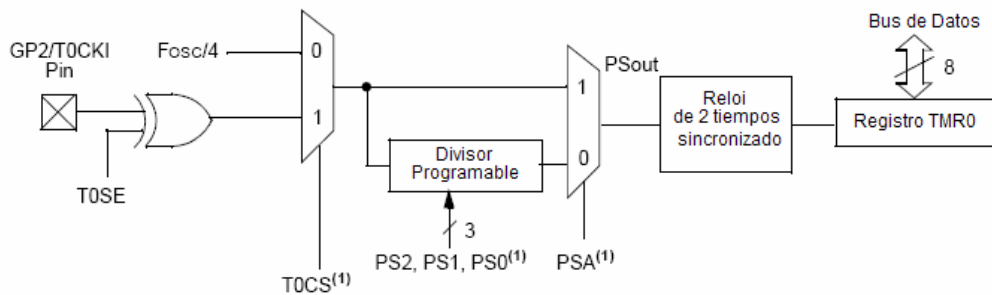 GP2/T0CKI
Pin
T0SE
Fosc/4
0
1
T0CS(1)
Divisor
Programable
3
PS2, PS1, PS0(1)
1
0
PSA(1)
PSout
Reloj
de 2 tiempos
sincronizado
Bus de Datos
8
Registro TMR0